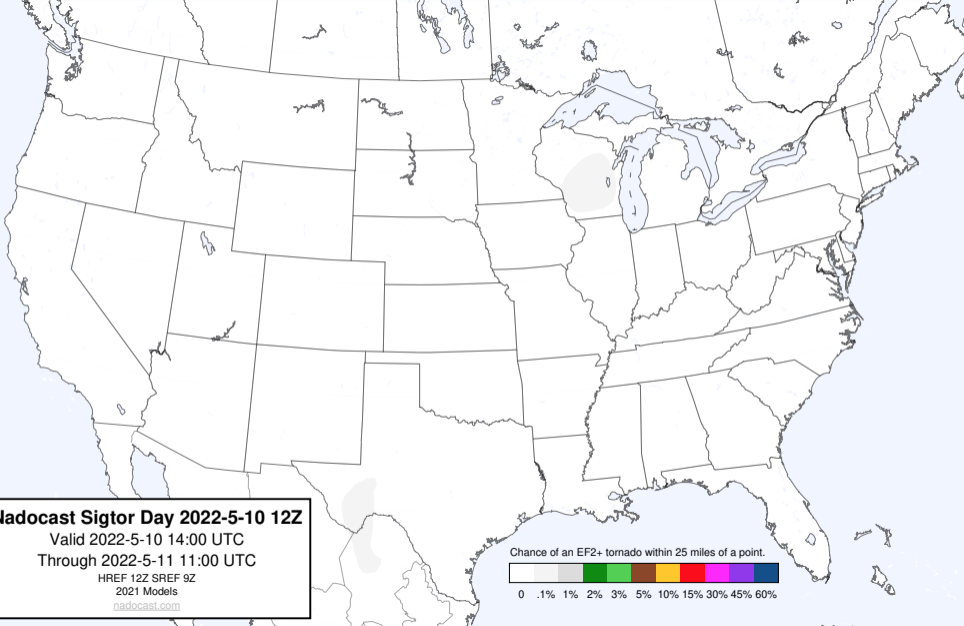 Nadocast Sigtor Day 2022-5-10 12Z
Valid 2022-5-10 14:00 UTC
Through 2022-5-11 11:00 UTC
HREF 12Z SREF 9Z
2021 Models
nadocast.com
Chance of an EF2+ tornado within 25 miles of a point.
0 .1% 1% 2% 3% 5% 10% 15% 30% 45% 60%